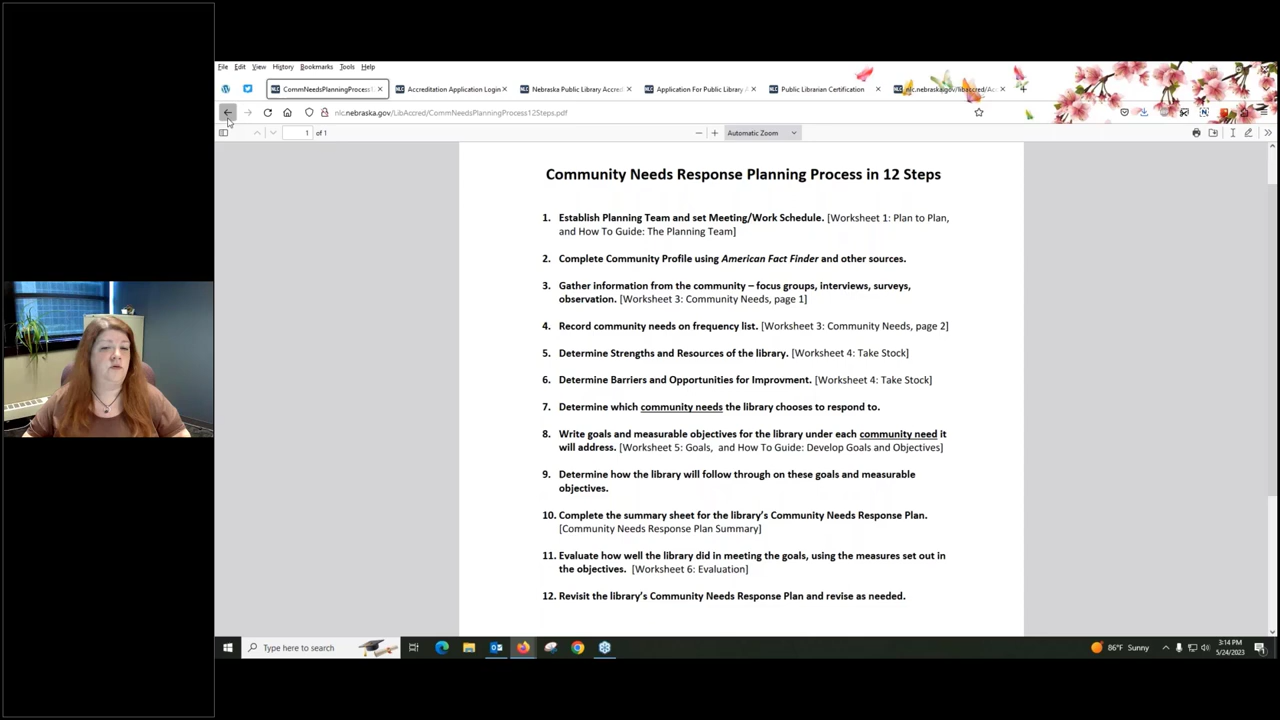 File Edit View History Bookmarks Tools Help
CommNeedsPlanningProcess1
Accreditation Application Login
Nebraska Public Library Accred
Application For Public Library A
Public Librarian Certification
nlc.nebraska.gov/libaccred/Ac
nlc.nebraska.gov/LibAccred/CommNeedsPlanningProcess12Steps.pdf
1 of 1
Automatic Zoom
Community Needs Response Planning Process in 12 Steps
1. Establish Planning Team and set Meeting/Work Schedule. [Worksheet 1: Plan to Plan,
and How To Guide: The Planning Team]
2. Complete Community Profile using American Fact Finder and other sources.
3. Gather information from the community – focus groups, interviews, surveys,
observation. [Worksheet 3: Community Needs, page 1]
4. Record community needs on frequency list. [Worksheet 3: Community Needs, page 2]
5. Determine Strengths and Resources of the library. [Worksheet 4: Take Stock]
6. Determine Barriers and Opportunities for Improvment. [Worksheet 4: Take Stock]
7. Determine which community needs the library chooses to respond to.
8. Write goals and measurable objectives for the library under each community need it
will address. [Worksheet 5: Goals, and How To Guide: Develop Goals and Objectives]
9. Determine how the library will follow through on these goals and measurable
objectives.
10. Complete the summary sheet for the library's Community Needs Response Plan.
[Community Needs Response Plan Summary]
11. Evaluate how well the library did in meeting the goals, using the measures set out in
the objectives. [Worksheet 6: Evaluation]
12. Revisit the library's Community Needs Response Plan and revise as needed.
Type here to search
86°F Sunny
3:14 PM
5/24/2023